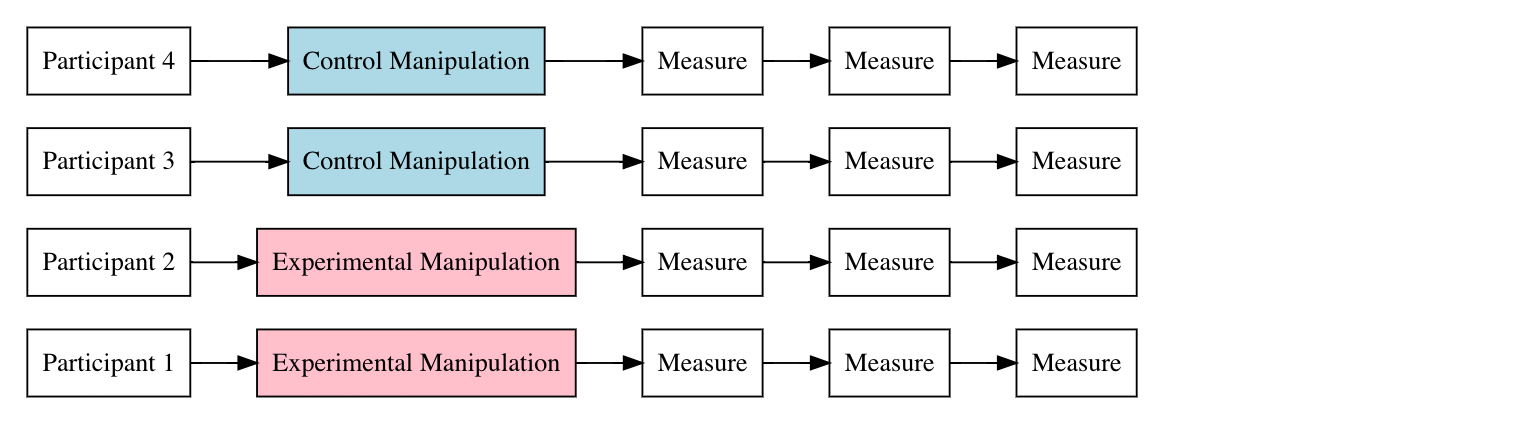 Participant 4 Control Manipulation Measure Measure Measure
Participant 3 Control Manipulation Measure Measure Measure
Participant 2 Experimental Manipulation Measure Measure Measure
Participant 1 Experimental Manipulation Measure Measure Measure